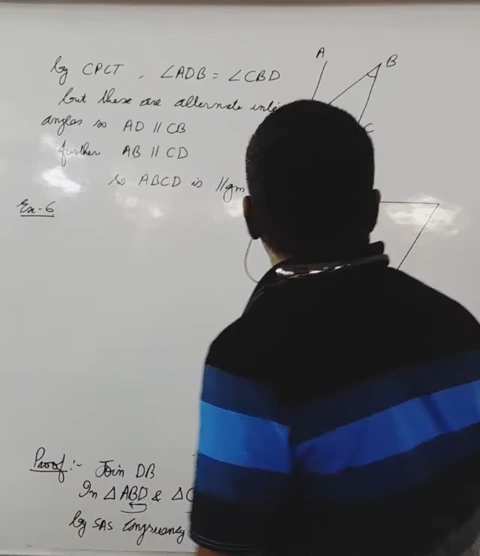 by CPCT, ∠ADB = ∠CBD
but these are alternate
angles so AD || CB
further AB || CD
so ABCD is ||gm
Ex-6
A
B
C
Proof:- Join DB
In △ ABD & △C
by SAS congruency